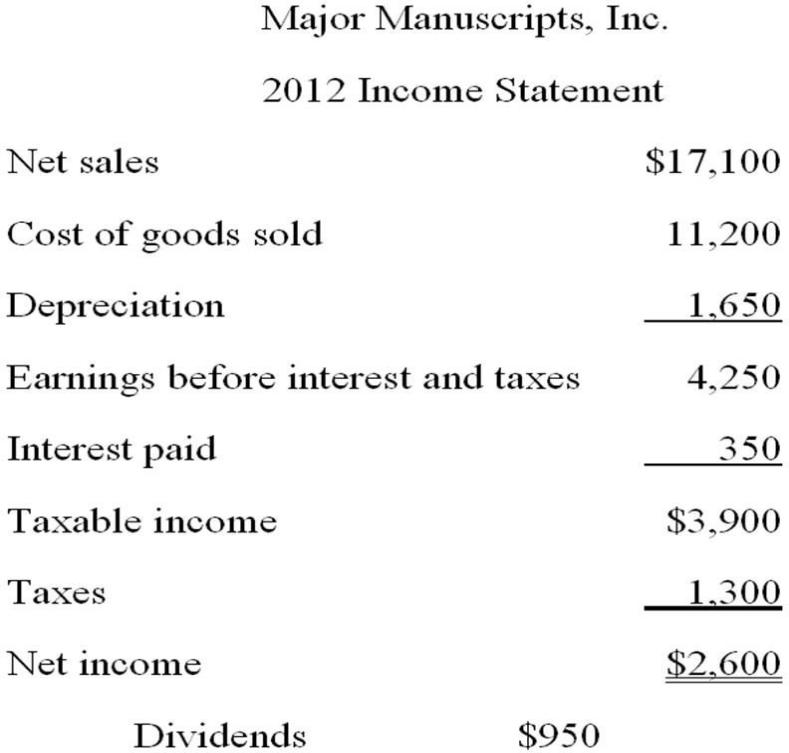 Major Manuscripts, Inc.
2012 Income Statement
Net sales $17,100
Cost of goods sold 11,200
Depreciation 1,650
Earnings before interest and taxes 4,250
Interest paid 350
Taxable income $3,900
Taxes 1,300
Net income $2,600
Dividends $950